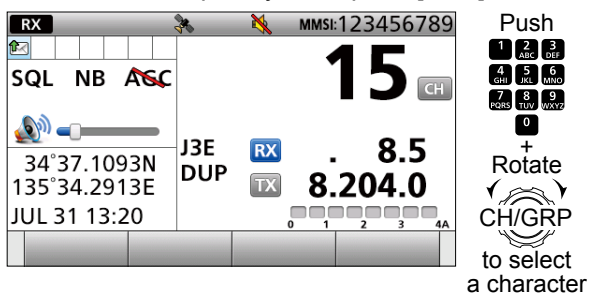 RX MMSI:123456789
15 CH
SQL NB AGC
34°37.1093N
135°34.2913E
JUL 31 13:20
J3E
DUP
RX . 8.5
TX 8.204.0
0 1 2 3 4A
Push
1 2 ABC 3 DEF
4 GHI 5 JKL 6 MNO
7 PQRS 8 TUV 9 WXYZ
0
+
Rotate
CH/GRP
to select
a character